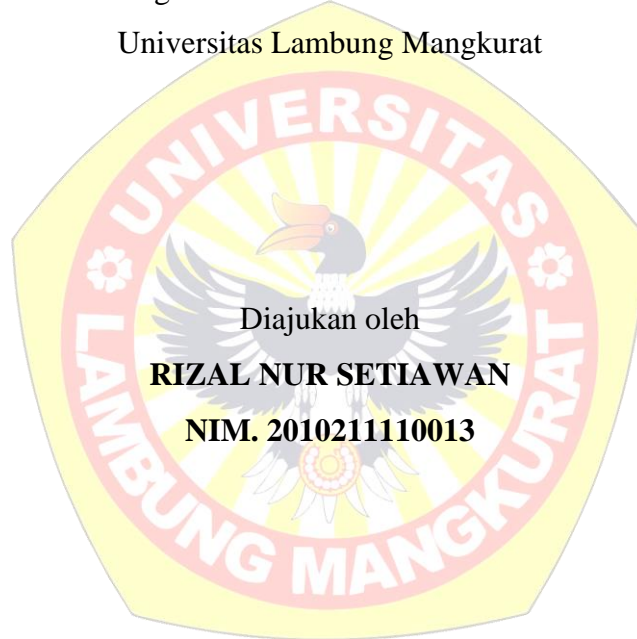 Universitas Lambung Mangkurat
UNIVERSITAS
LAMBUNG MANGKURAT
Diajukan oleh
RIZAL NUR SETIAWAN
NIM. 2010211110013